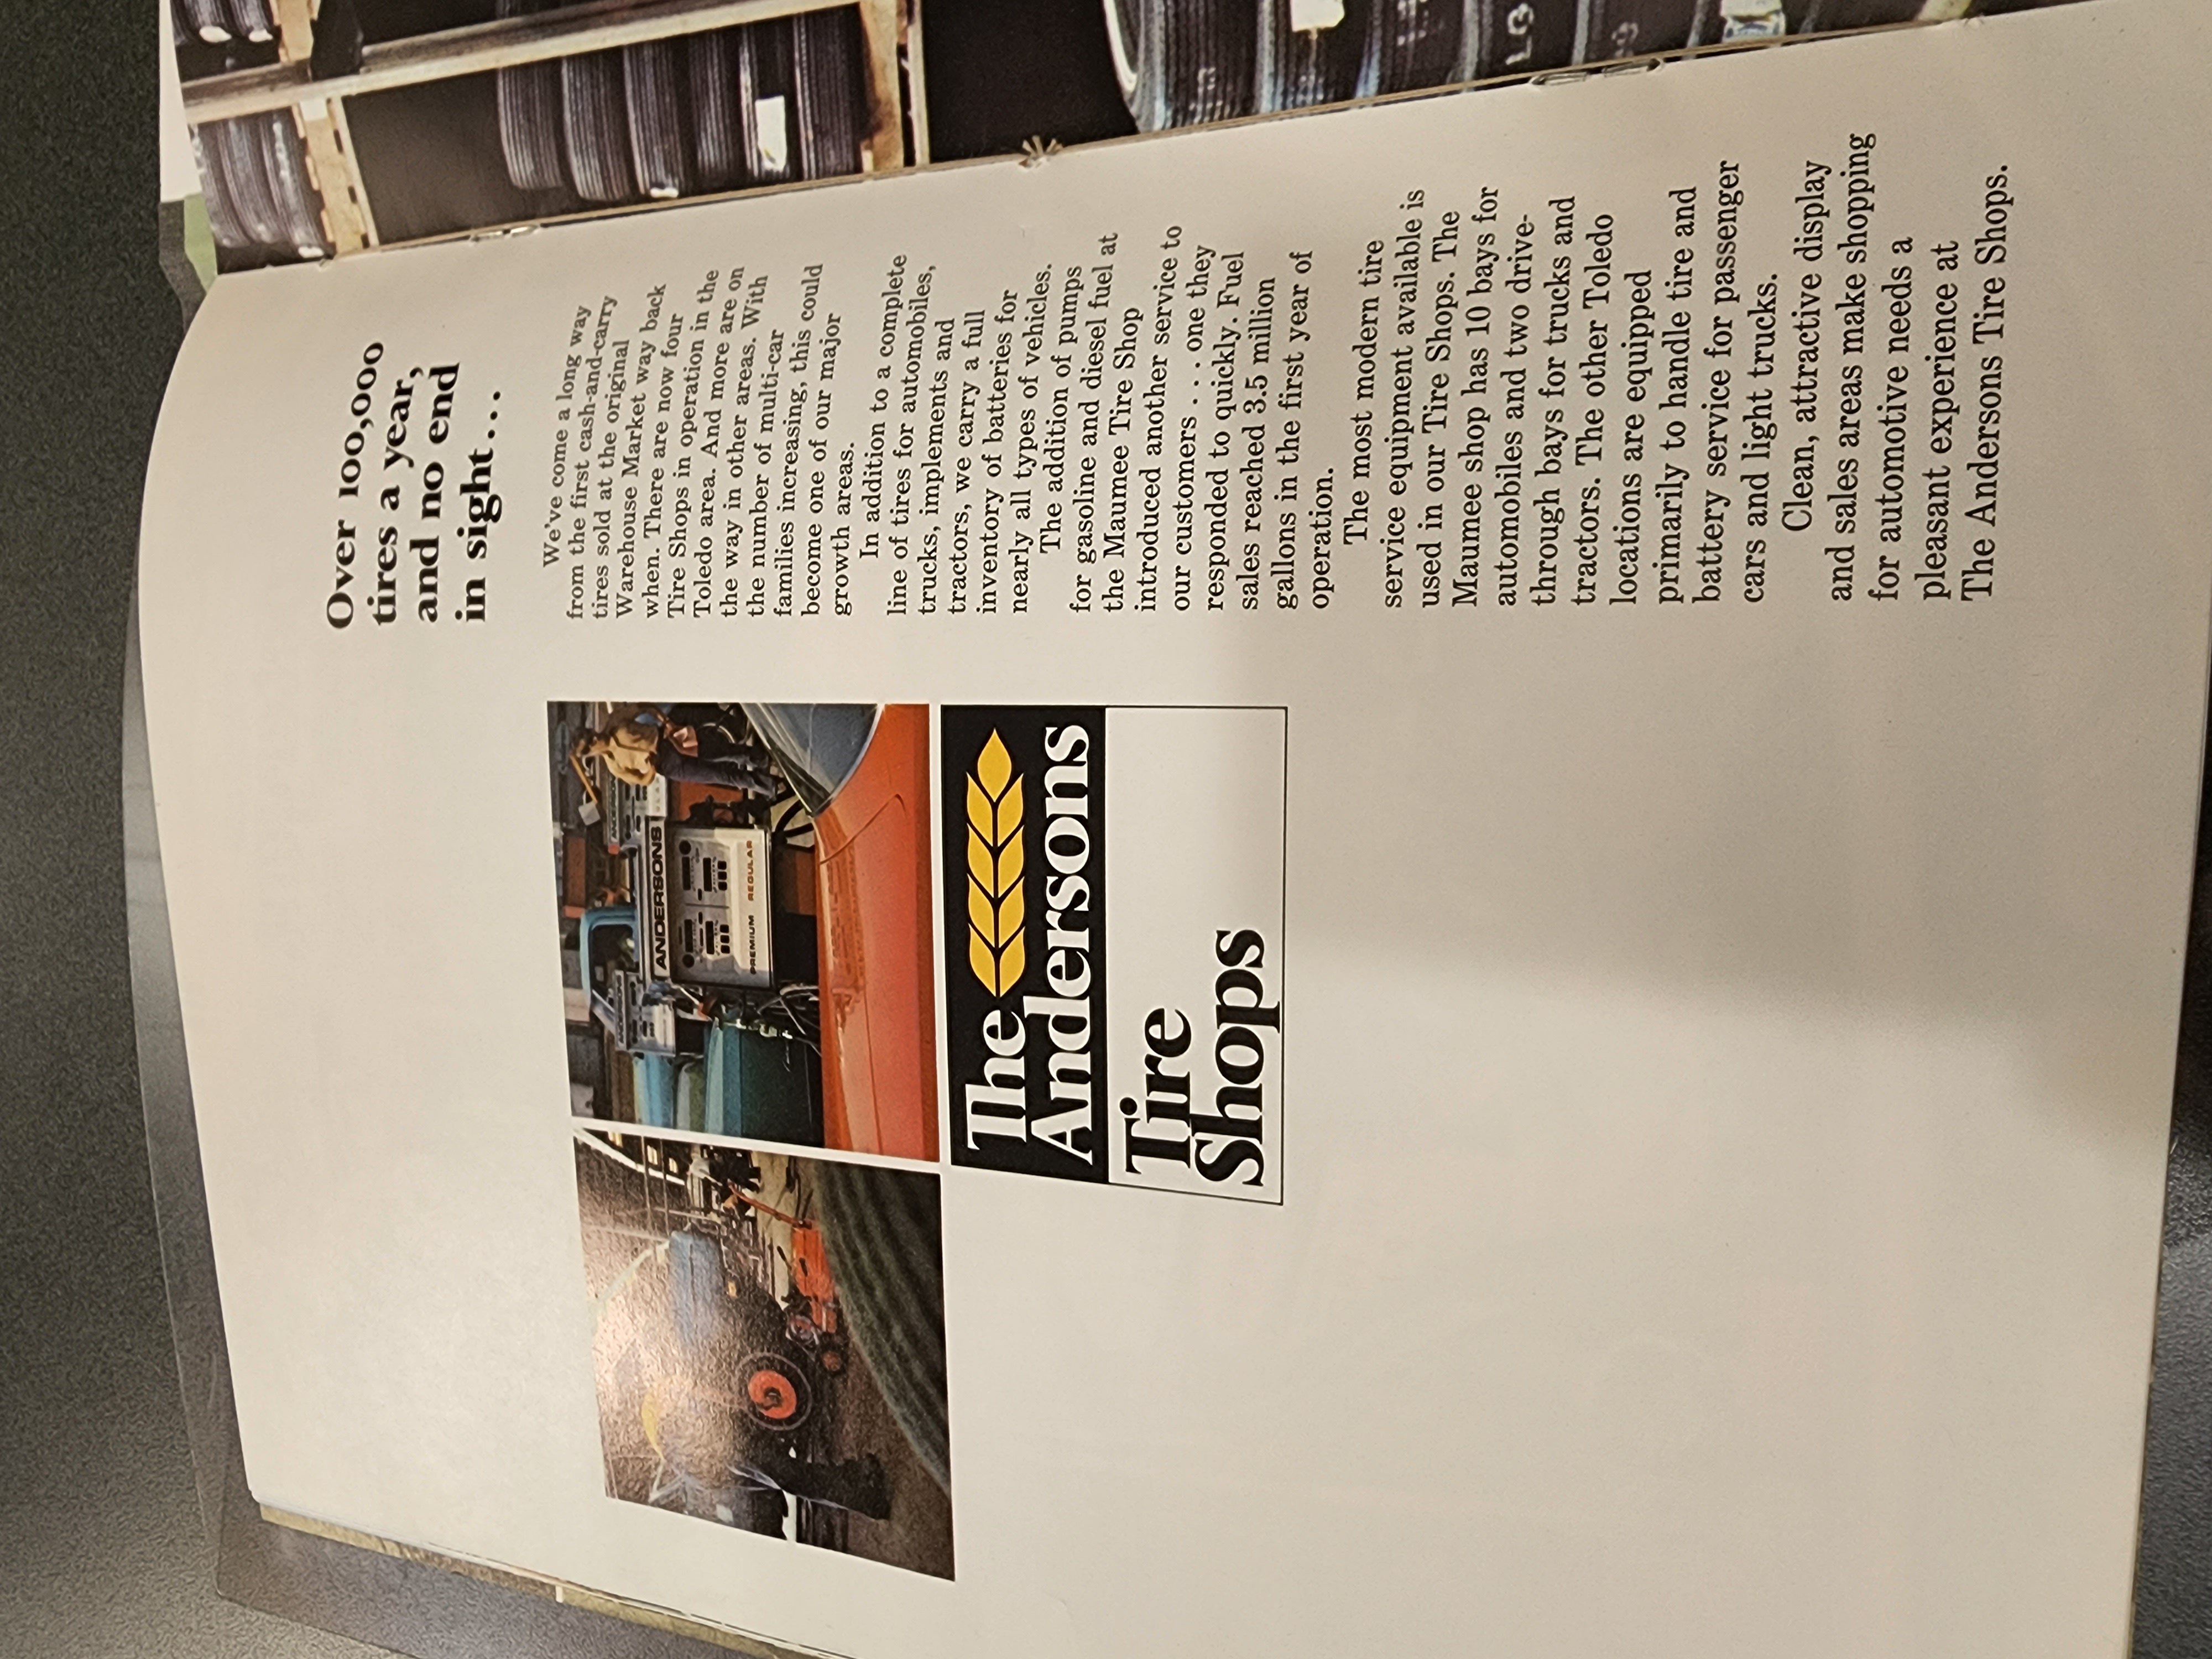 Over 100,000
tires a year,
and no end
in sight...
We've come a long way
from the first cash-and-carry
tires sold at the original
Warehouse Market way back
when. There are now four
Tire Shops in operation in the
Toledo area. And more are on
the way in other areas. With
the number of multi-car
families increasing, this could
become one of our major
growth areas.
In addition to a complete
line of tires for automobiles,
trucks, implements and
tractors, we carry a full
inventory of batteries for
nearly all types of vehicles.
The addition of pumps
for gasoline and diesel fuel at
the Maumee Tire Shop
introduced another service to
our customers . . . one they
responded to quickly. Fuel
sales reached 3.5 million
gallons in the first year of
operation.
The most modern tire
service equipment available is
used in our Tire Shops. The
Maumee shop has 10 bays for
automobiles and two drive-
through bays for trucks and
tractors. The other Toledo
locations are equipped
primarily to handle tire and
battery service for passenger
cars and light trucks.
Clean, attractive display
and sales areas make shopping
for automotive needs a
pleasant experience at
The Andersons Tire Shops.
ANDERSONS
PREMIUM REGULAR
The
Andersons
Tire
Shops